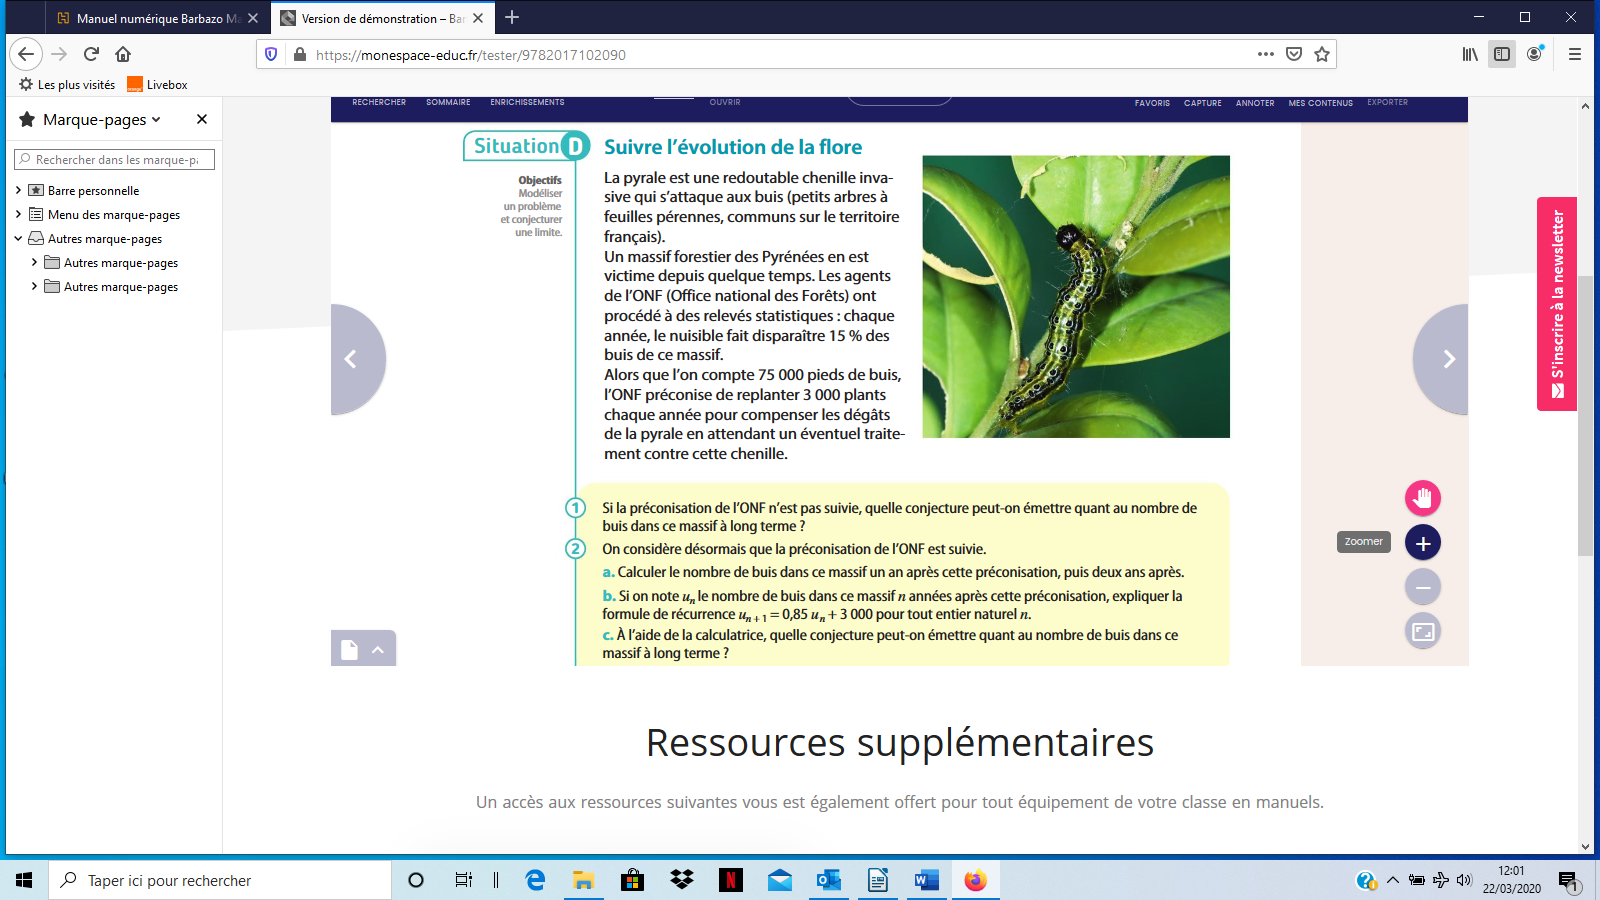 Manuel numérique Barbazo Ma
Version de démonstration – Bar
https://monespace-educ.fr/tester/9782017102090
Les plus visités
Livebox
Marque-pages
Rechercher dans les marque-pa
Barre personnelle
Menu des marque-pages
Autres marque-pages
Autres marque-pages
Autres marque-pages
RECHERCHER SOMMAIRE ENRICHISSEMENTS OUVRIR FAVORIS CAPTURE ANNOTER MES CONTENUS EXPORTER
Situation D
Suivre l'évolution de la flore
Objectifs
Modéliser
un problème
et conjecturer
une limite.
La pyrale est une redoutable chenille inva-
sive qui s'attaque aux buis (petits arbres à
feuilles pérennes, communs sur le territoire
français).
Un massif forestier des Pyrénées en est
victime depuis quelque temps. Les agents
de l'ONF (Office national des Forêts) ont
procédé à des relevés statistiques : chaque
année, le nuisible fait disparaître 15 % des
buis de ce massif.
Alors que l'on compte 75 000 pieds de buis,
l'ONF préconise de replanter 3 000 plants
chaque année pour compenser les dégâts
de la pyrale en attendant un éventuel traite-
ment contre cette chenille.
1 Si la préconisation de l'ONF n'est pas suivie, quelle conjecture peut-on émettre quant au nombre de
buis dans ce massif à long terme ?
2 On considère désormais que la préconisation de l'ONF est suivie.
a. Calculer le nombre de buis dans ce massif un an après cette préconisation, puis deux ans après.
b. Si on note uₙ le nombre de buis dans ce massif n années après cette préconisation, expliquer la
formule de récurrence uₙ₊₁ = 0,85 uₙ + 3 000 pour tout entier naturel n.
c. À l'aide de la calculatrice, quelle conjecture peut-on émettre quant au nombre de buis dans ce
massif à long terme ?
Zoomer
S'inscrire à la newsletter
Ressources supplémentaires
Un accès aux ressources suivantes vous est également offert pour tout équipement de votre classe en manuels.
Taper ici pour rechercher
12:01
22/03/2020
1